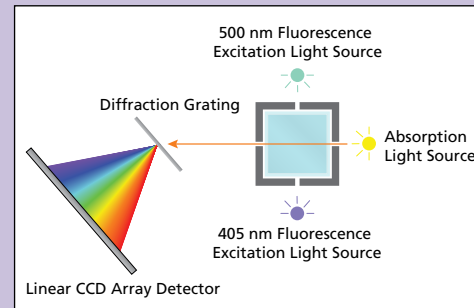 500 nm Fluorescence
Excitation Light Source
Diffraction Grating
Absorption
Light Source
405 nm Fluorescence
Excitation Light Source
Linear CCD Array Detector